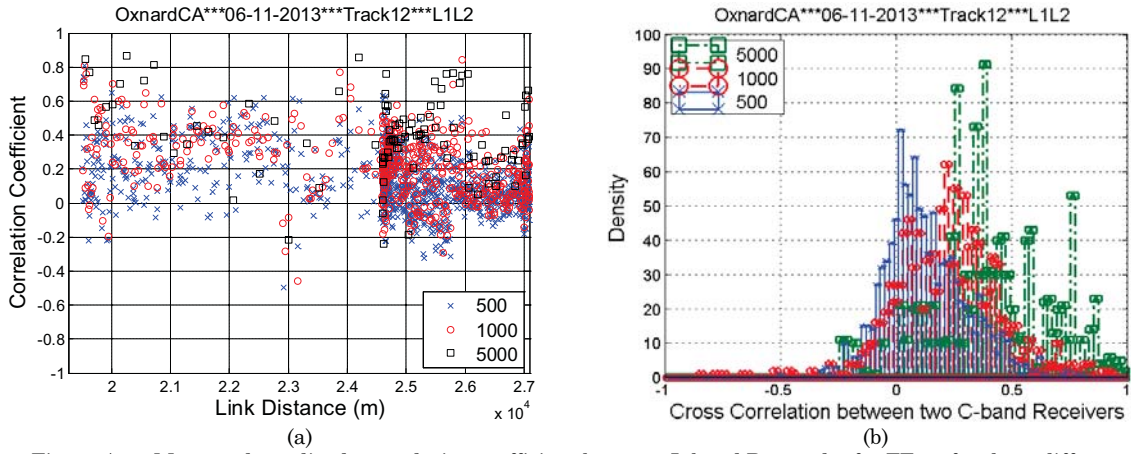 OxnardCA***06-11-2013***Track12***L1L2
1
0.8
0.6
0.4
0.2
0
-0.2
-0.4
-0.6
-0.8
-1
Correlation Coefficient
500
1000
5000
2 2.1 2.2 2.3 2.4 2.5 2.6 2.7
Link Distance (m)
x 10^4
(a)
OxnardCA***06-11-2013***Track12***L1L2
100
90
80
70
60
50
40
30
20
10
0
Density
5000
1000
500
-1 -0.5 0 0.5 1
Cross Correlation between two C-band Receivers
(b)